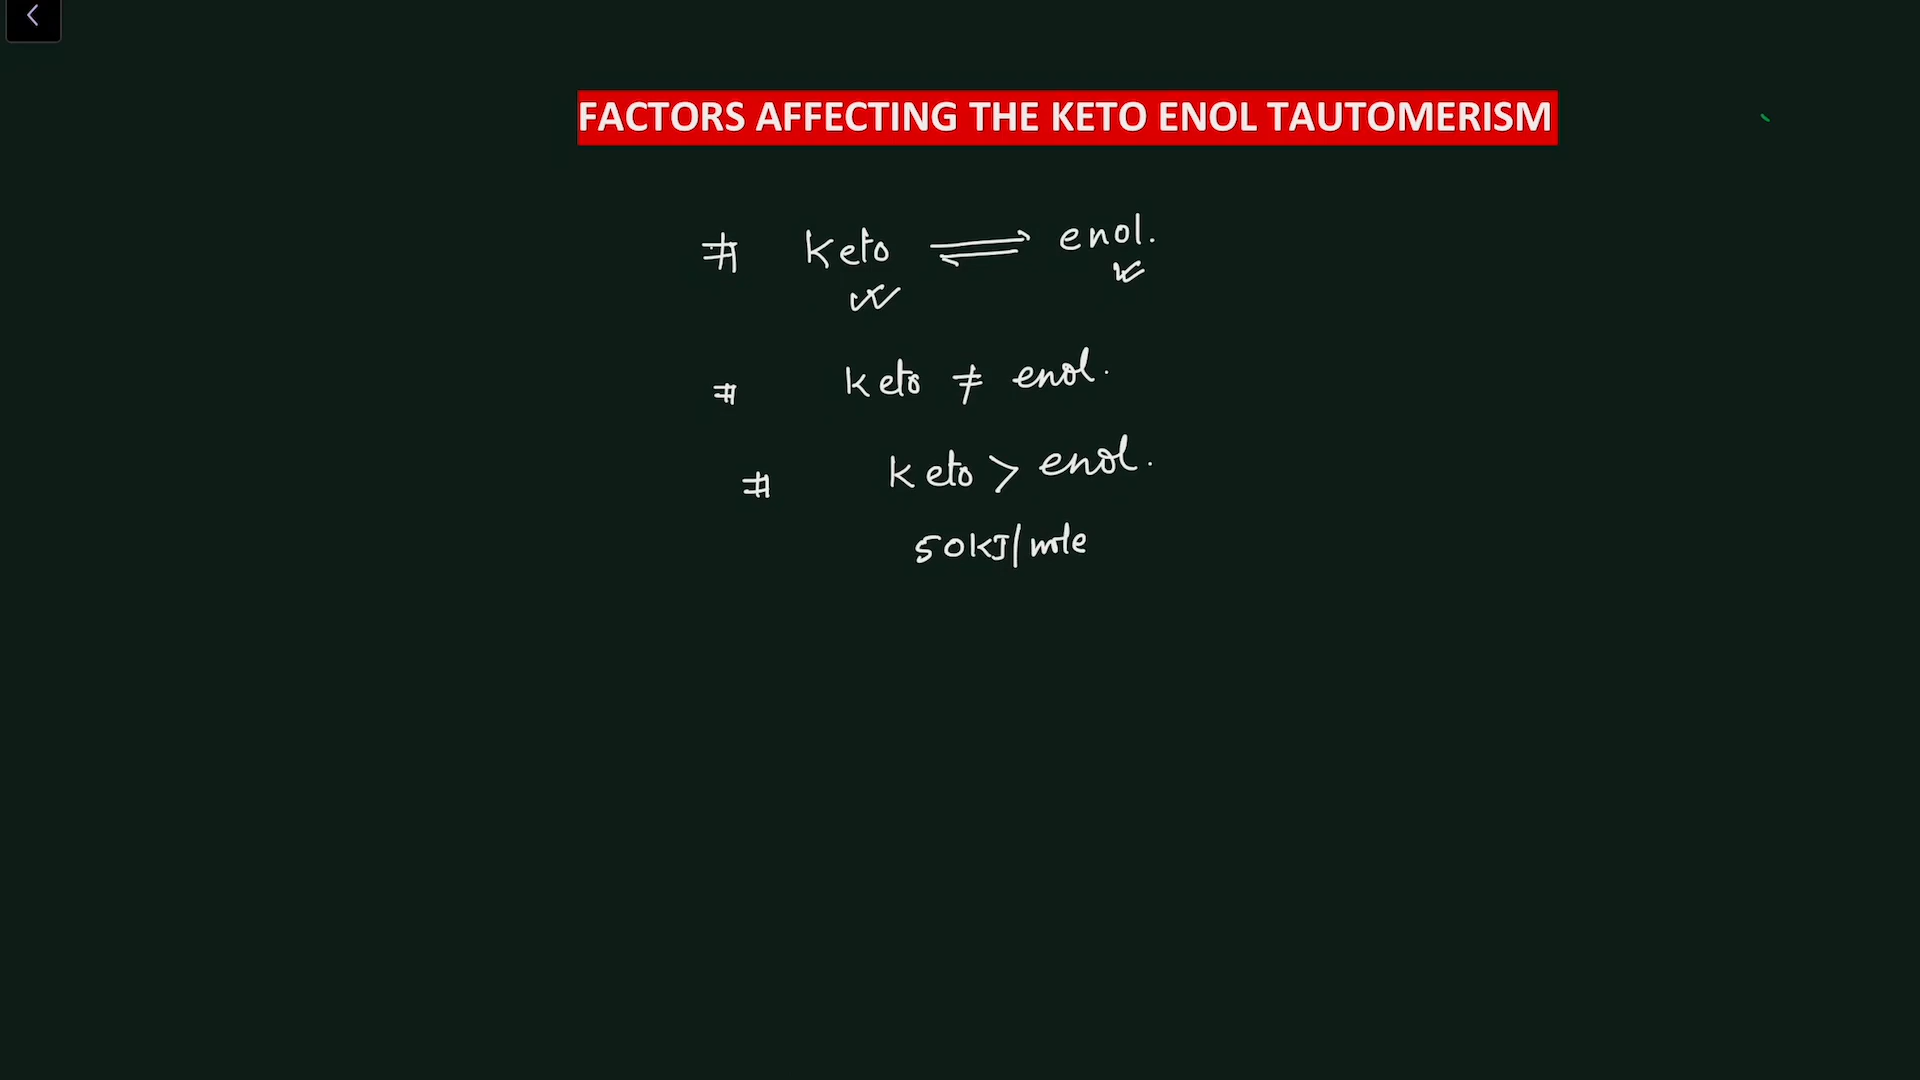 FACTORS AFFECTING THE KETO ENOL TAUTOMERISM
# Keto ⇌ enol.
# keto ≠ enol.
# keto > enol.
50KJ/mole